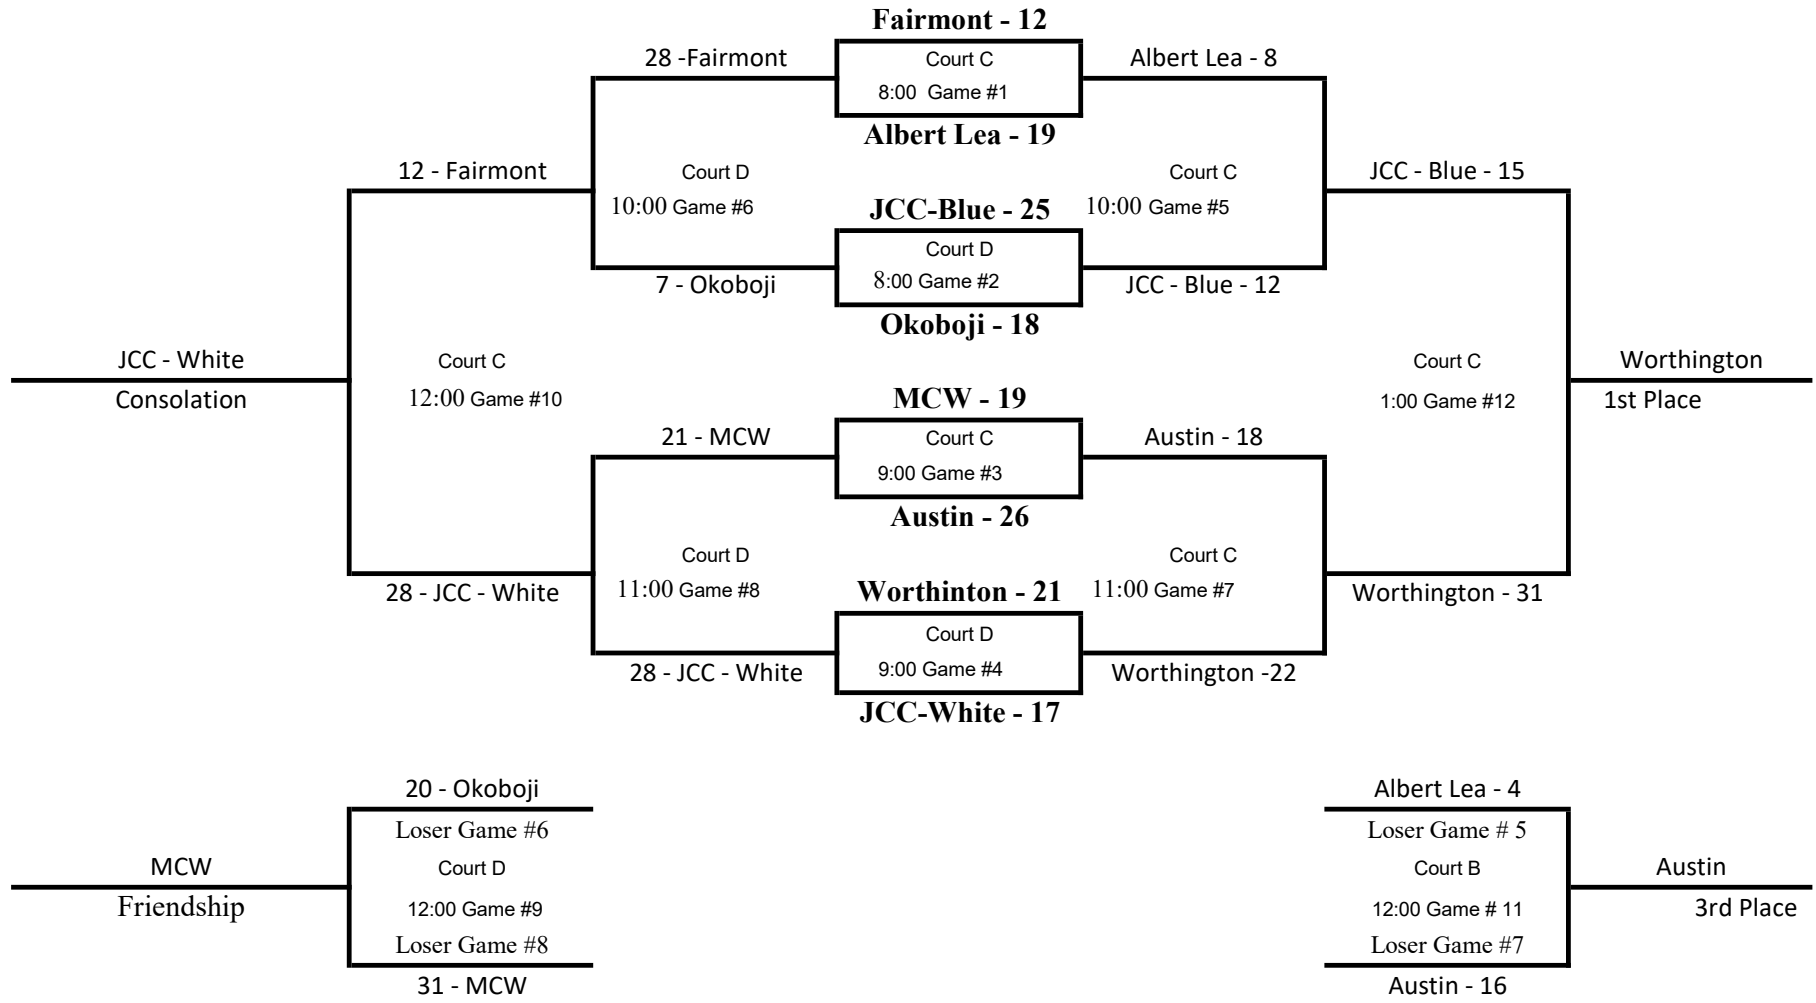 Fairmont - 12
28 -Fairmont
Court C
Albert Lea - 8
8:00 Game #1
Albert Lea - 19
12 - Fairmont
Court D
Court C
JCC - Blue - 15
10:00 Game #6
JCC-Blue - 25
10:00 Game #5
Court D
7 - Okoboji
8:00 Game #2
JCC - Blue - 12
Okoboji - 18
JCC - White
Court C
Court C
Worthington
Consolation
12:00 Game #10
MCW - 19
1:00 Game #12
1st Place
21 - MCW
Court C
Austin - 18
9:00 Game #3
Austin - 26
Court D
Court C
28 - JCC - White
11:00 Game #8
Worthinton - 21
11:00 Game #7
Worthington - 31
Court D
28 - JCC - White
9:00 Game #4
Worthington -22
JCC-White - 17
20 - Okoboji
Albert Lea - 4
Loser Game #6
Loser Game # 5
MCW
Court D
Court B
Austin
Friendship
12:00 Game #9
12:00 Game # 11
3rd Place
Loser Game #8
Loser Game #7
31 - MCW
Austin - 16